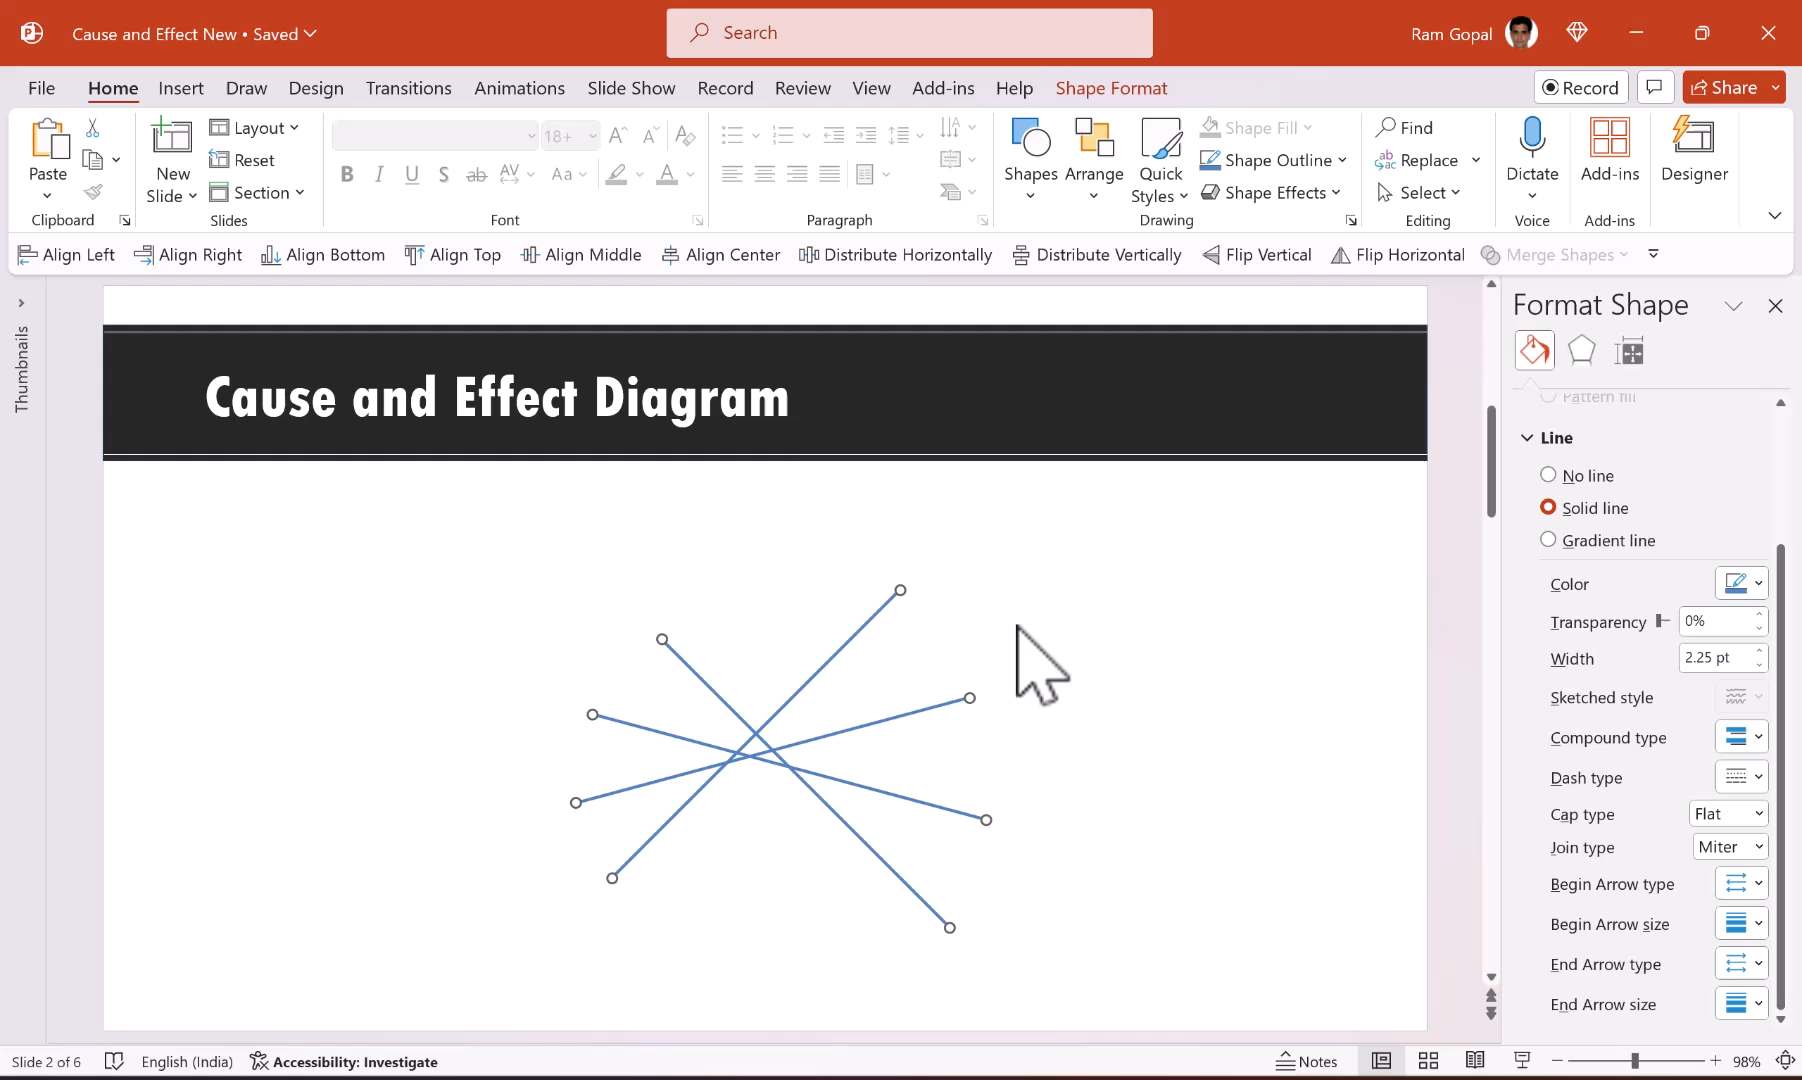 Cause and Effect New • Saved
Search
Ram Gopal
File Home Insert Draw Design Transitions Animations Slide Show Record Review View Add-ins Help Shape Format
Record
Share
Paste
Clipboard
New
Slide
Layout
Reset
Section
Slides
18+
B I U S ab AV Aa A
Font
Paragraph
Shapes
Arrange
Quick
Styles
Shape Fill
Shape Outline
Shape Effects
Drawing
Find
Replace
Select
Editing
Dictate
Voice
Add-ins
Add-ins
Designer
Align Left Align Right Align Bottom Align Top Align Middle Align Center Distribute Horizontally Distribute Vertically Flip Vertical Flip Horizontal Merge Shapes
Thumbnails
Cause and Effect Diagram
Format Shape
Pattern fill
Line
No line
Solid line
Gradient line
Color
Transparency 0%
Width 2.25 pt
Sketched style
Compound type
Dash type
Cap type Flat
Join type Miter
Begin Arrow type
Begin Arrow size
End Arrow type
End Arrow size
Slide 2 of 6 English (India) Accessibility: Investigate Notes 98%